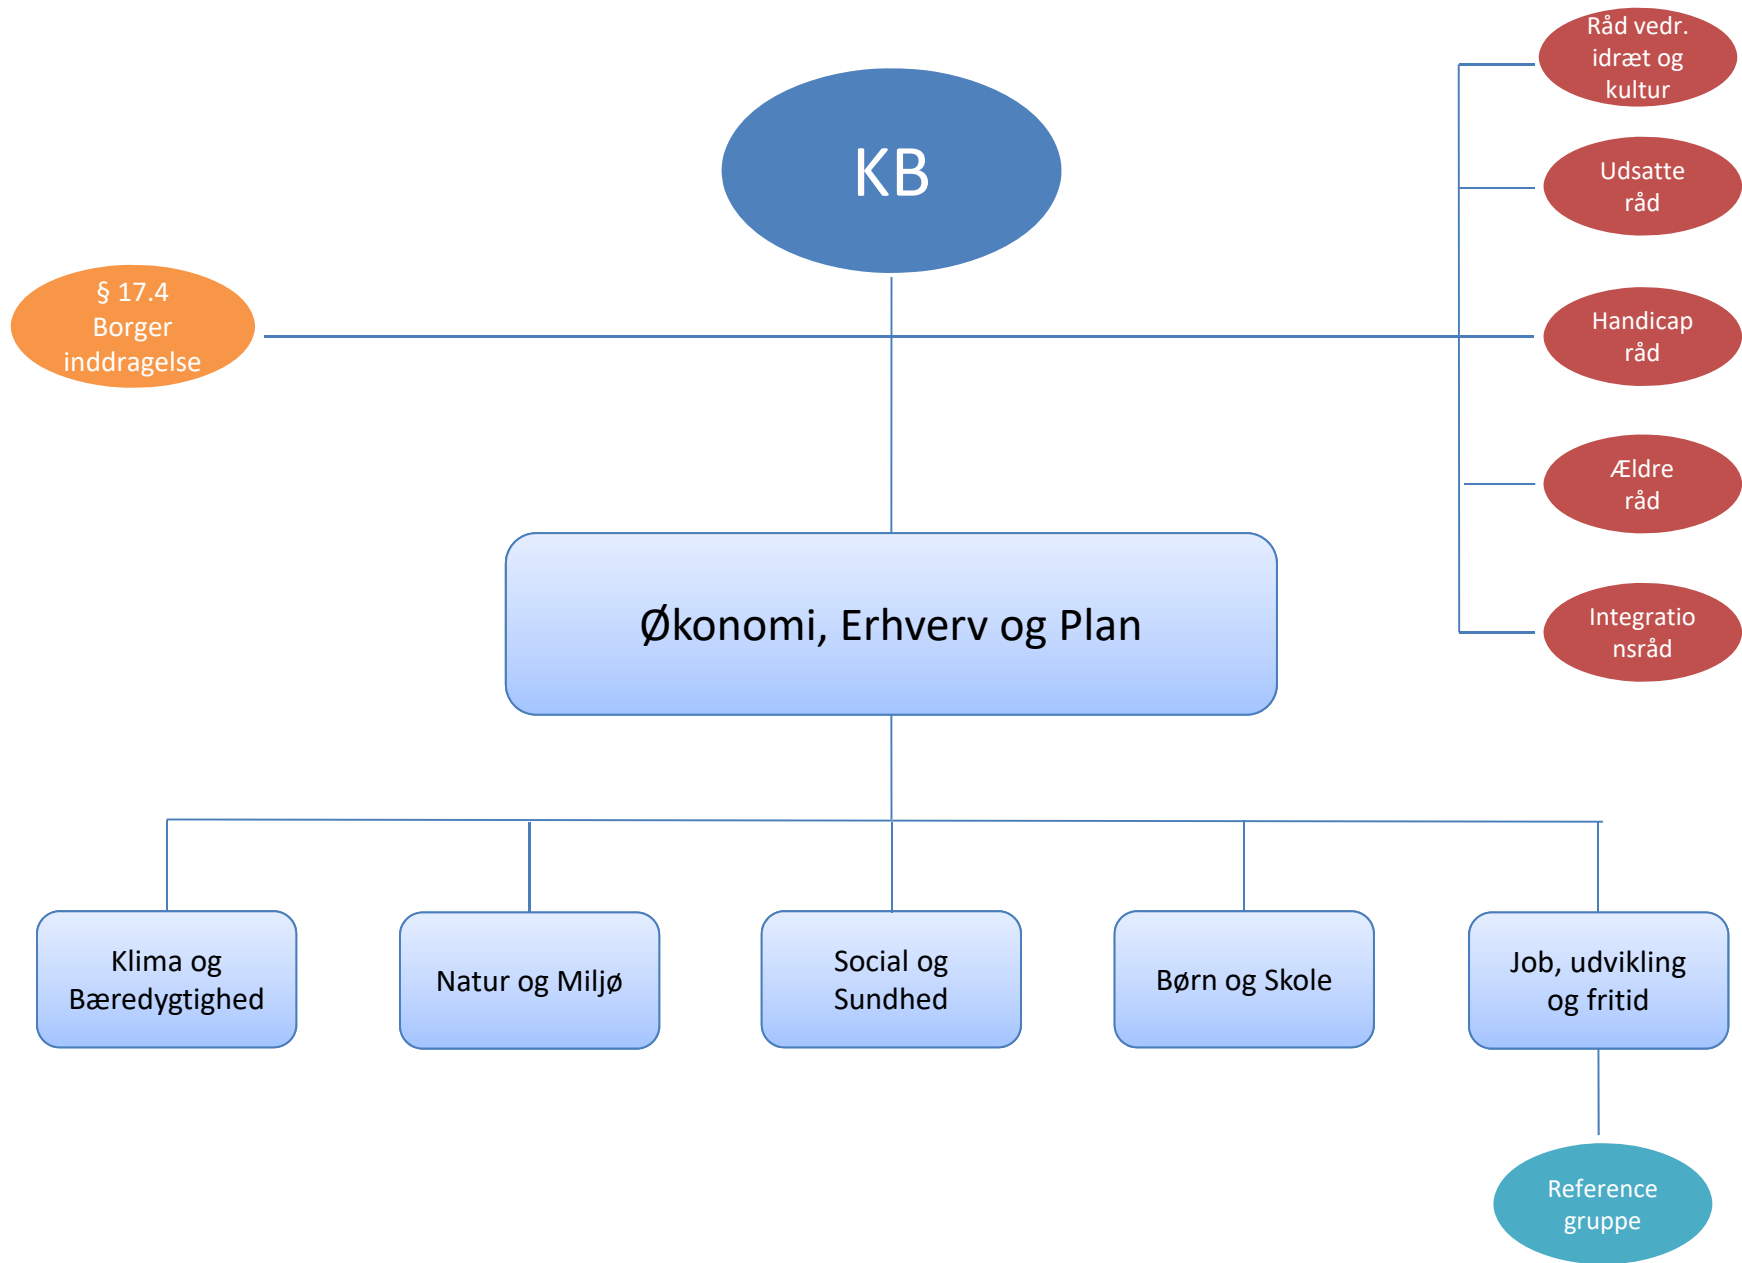 Råd vedr.
idræt og
kultur
KB
Udsatte
råd
§ 17.4
Borger
inddragelse
Handicap
råd
Ældre
råd
Økonomi, Erhverv og Plan
Integratio
nsråd
Klima og
Bæredygtighed
Natur og Miljø
Social og
Sundhed
Børn og Skole
Job, udvikling
og fritid
Reference
gruppe